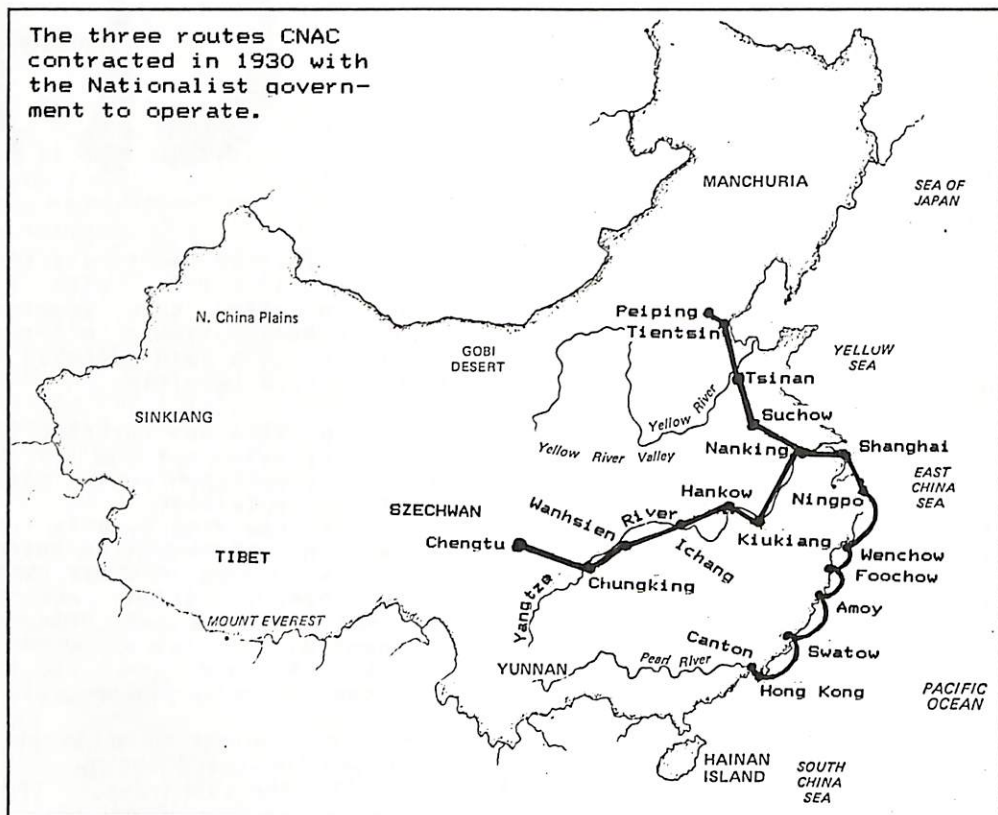 The three routes CNAC
contracted in 1930 with
the Nationalist govern-
ment to operate.
MANCHURIA
SEA OF
JAPAN
N. China Plains
GOBI
DESERT
Peiping
Tientsin
YELLOW
SEA
Tsinan
SINKIANG
Yellow River
Suchow
Yellow River Valley
Nanking
Shanghai
EAST
CHINA
SEA
Hankow
Ningpo
SZECHWAN
Wanhsien
River
Ichang
Kiukiang
Chengtu
Wenchow
TIBET
Chungking
Foochow
Yangtze
Amoy
MOUNT EVEREST
Canton
Swatow
YUNNAN
Pearl River
Hong Kong
PACIFIC
OCEAN
HAINAN
ISLAND
SOUTH
CHINA
SEA